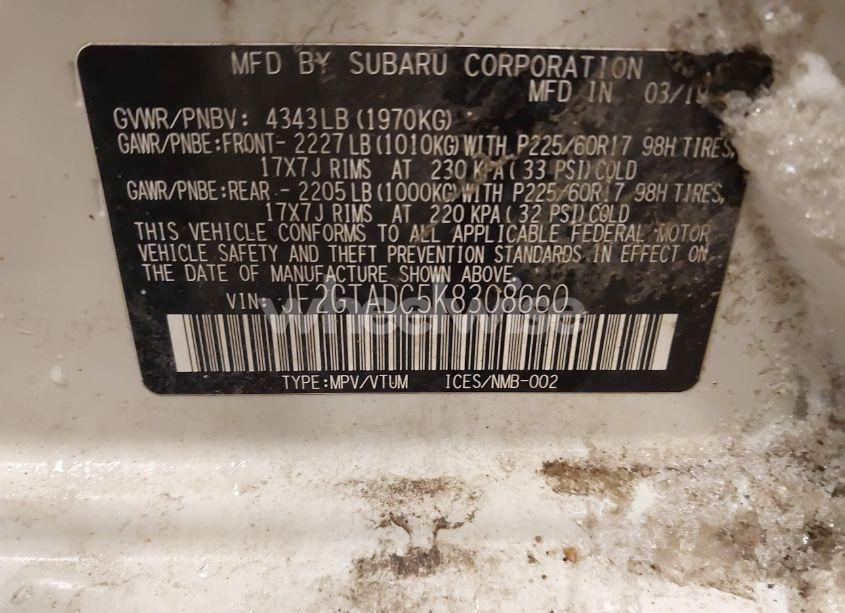 MFD BY SUBARU CORPORATION
MFD IN 03/1
GVWR/PNBV: 4343LB(1970KG)
GAWR/PNBE:FRONT- 2227LB(1010KG)WITH P225/60R17 98H TIRES,
17X7J RIMS AT 230 KPA(33 PSI)COLD
GAWR/PNBE:REAR - 2205LB(1000KG)WITH P225/60R17 98H TIRES,
17X7J RIMS AT 220 KPA(32 PSI)COLD
THIS VEHICLE CONFORMS TO ALL APPLICABLE FEDERAL MOTOR
VEHICLE SAFETY AND THEFT PREVENTION STANDARDS IN EFFECT ON
THE DATE OF MANUFACTURE SHOWN ABOVE.
VIN: JF2GTADC5K8308660
wheelwise
TYPE:MPV/VTUM ICES/NMB-002